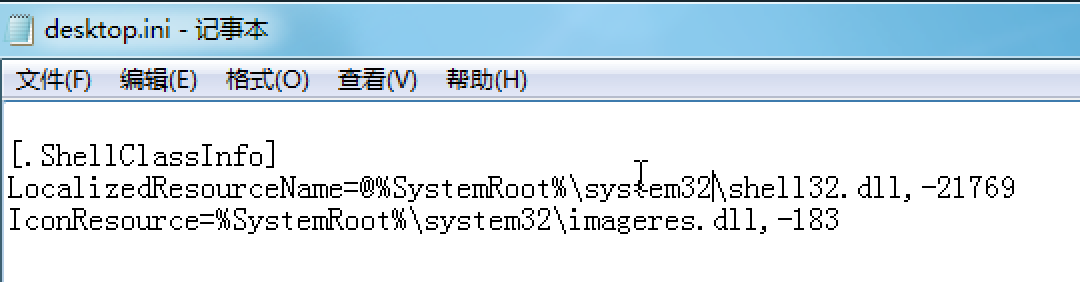 desktop.ini - 记事本
文件(F) 编辑(E) 格式(O) 查看(V) 帮助(H)
[.ShellClassInfo]
LocalizedResourceName=@%SystemRoot%\system32\shell32.dll,-21769
IconResource=%SystemRoot%\system32\imageres.dll,-183